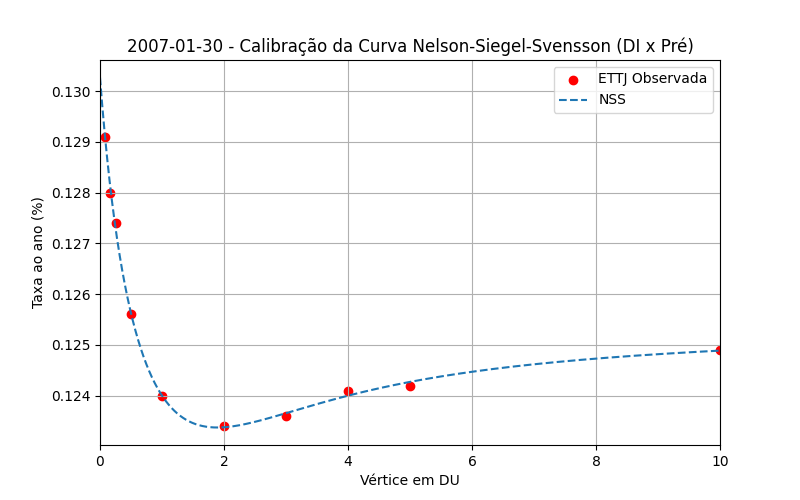 2007-01-30 - Calibração da Curva Nelson-Siegel-Svensson (DI x Pré)
ETTJ Observada
NSS
Taxa ao ano (%)
0.130
0.129
0.128
0.127
0.126
0.125
0.124
0 2 4 6 8 10
Vértice em DU